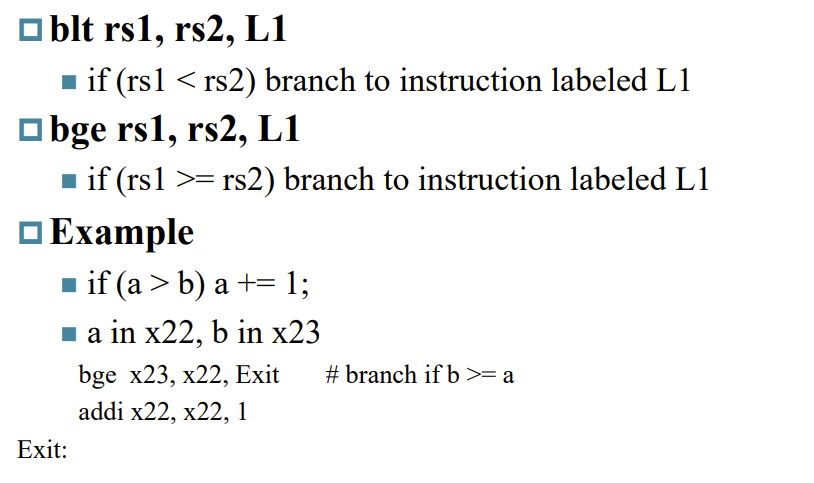 blt rs1, rs2, L1
if (rs1 < rs2) branch to instruction labeled L1
bge rs1, rs2, L1
if (rs1 >= rs2) branch to instruction labeled L1
Example
if (a > b) a += 1;
a in x22, b in x23
bge x23, x22, Exit # branch if b >= a
addi x22, x22, 1
Exit: